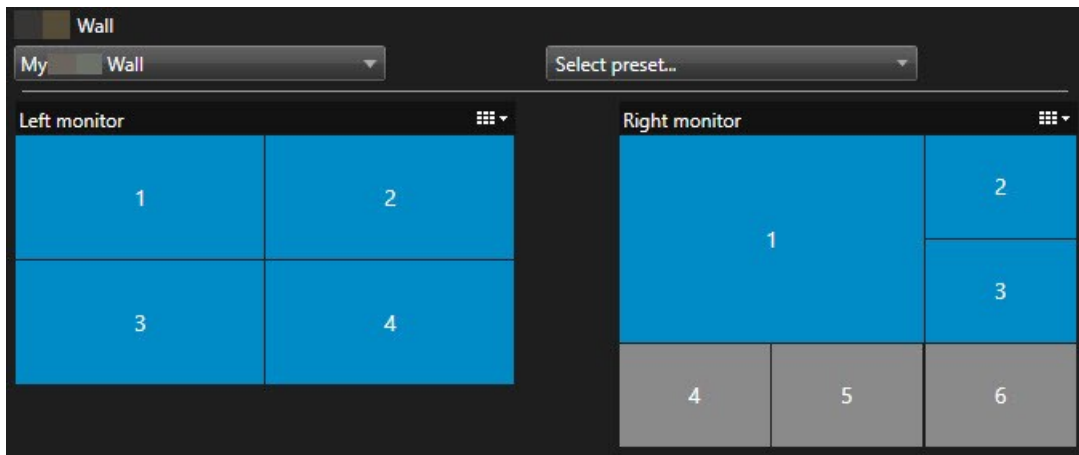 Wall
My Wall
Select preset...
Left monitor
1 2
3 4
Right monitor
1
2
3
4 5 6